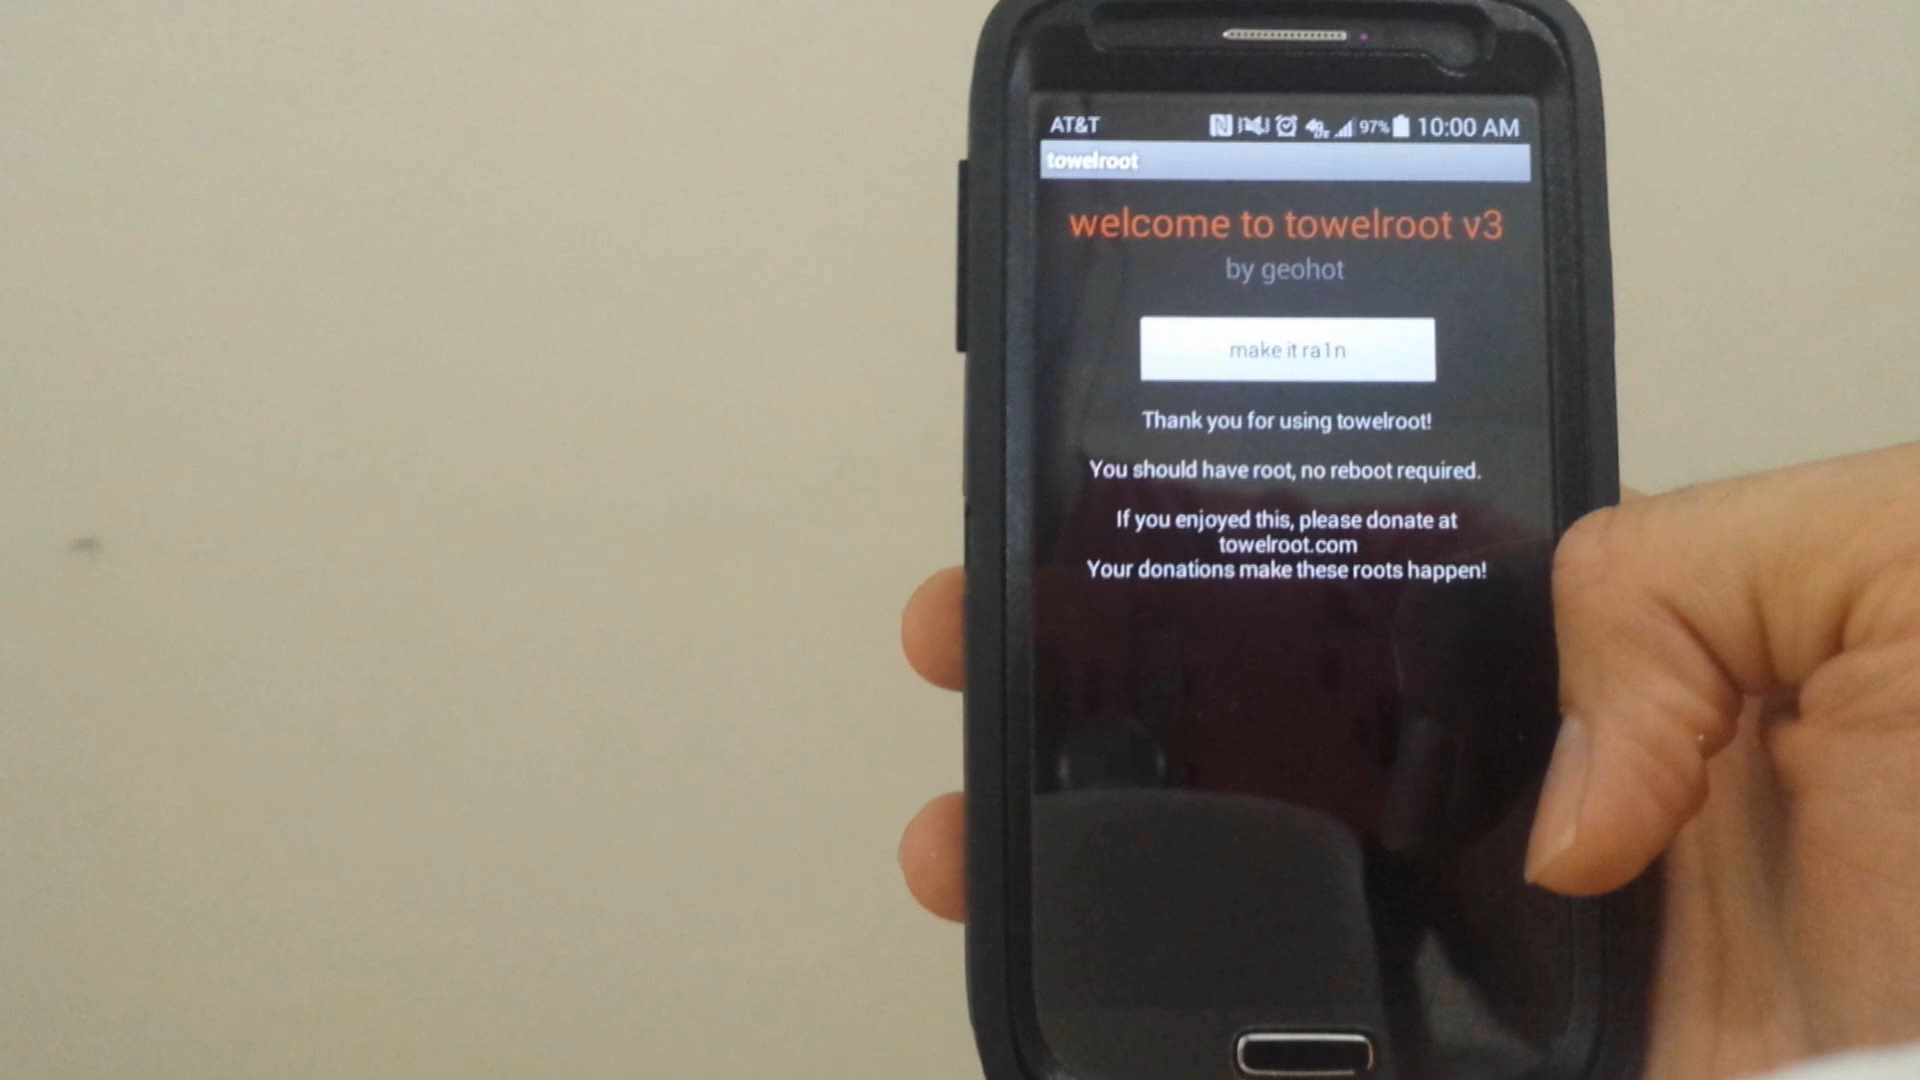 AT&T 97% 10:00 AM
towelroot
welcome to towelroot v3
by geohot
make it ra1n
Thank you for using towelroot!
You should have root, no reboot required.
If you enjoyed this, please donate at
towelroot.com
Your donations make these roots happen!